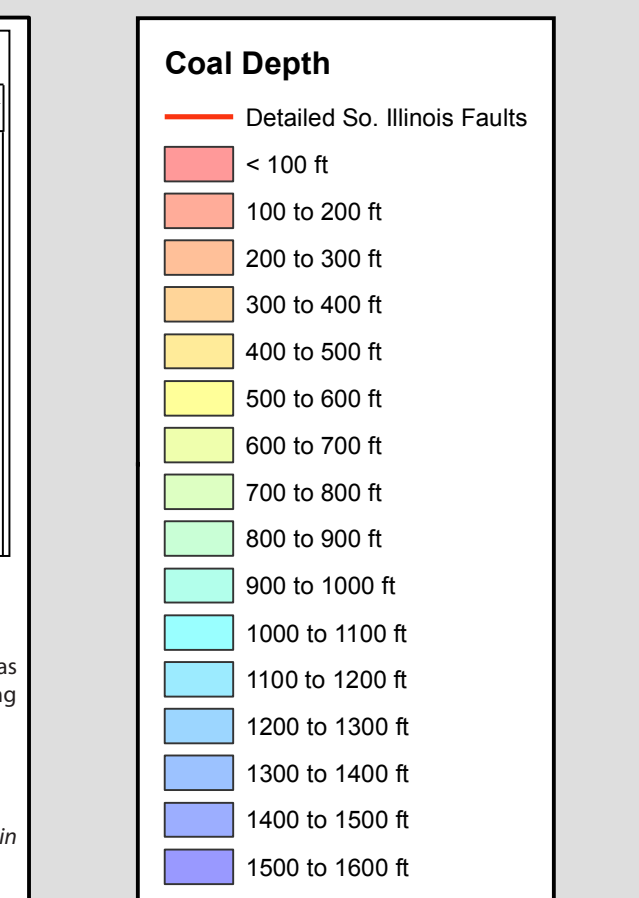 as
ng
in
Coal Depth
Detailed So. Illinois Faults
< 100 ft
100 to 200 ft
200 to 300 ft
300 to 400 ft
400 to 500 ft
500 to 600 ft
600 to 700 ft
700 to 800 ft
800 to 900 ft
900 to 1000 ft
1000 to 1100 ft
1100 to 1200 ft
1200 to 1300 ft
1300 to 1400 ft
1400 to 1500 ft
1500 to 1600 ft